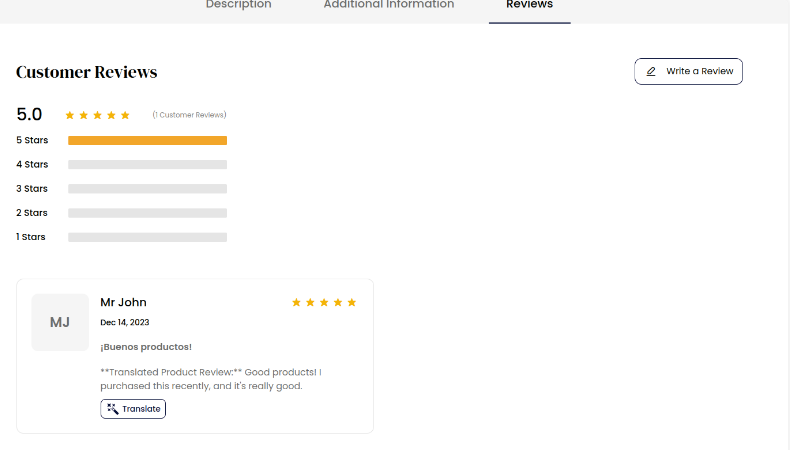 Description Additional Information Reviews
Customer Reviews
Write a Review
5.0 (1 Customer Reviews)
5 Stars
4 Stars
3 Stars
2 Stars
1 Stars
MJ
Mr John
Dec 14, 2023
¡Buenos productos!
**Translated Product Review:** Good products! I
purchased this recently, and it's really good.
Translate